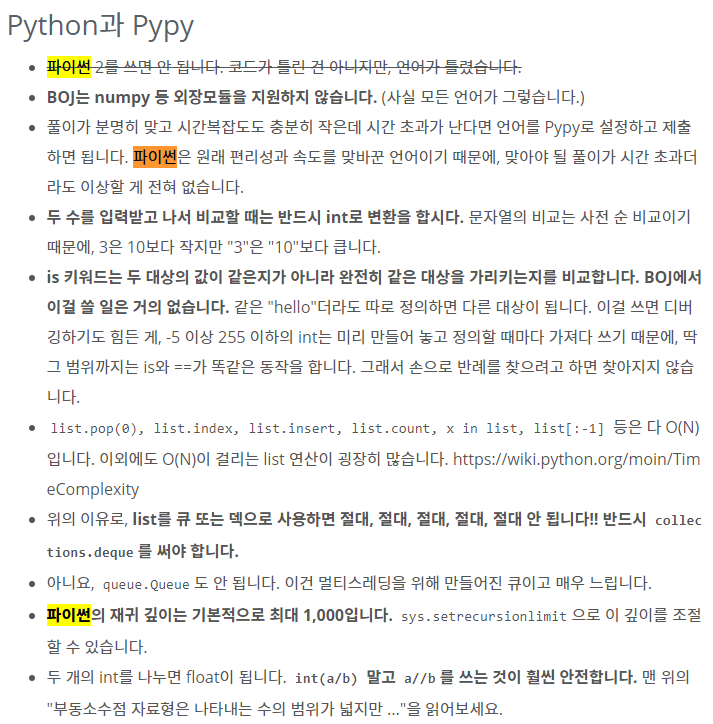 Python과 Pypy
파이썬 2를 쓰면 안 됩니다. 코드가 틀린 건 아니지만, 언어가 틀렸습니다.
BOJ는 numpy 등 외장모듈을 지원하지 않습니다. (사실 모든 언어가 그렇습니다.)
풀이가 분명히 맞고 시간복잡도도 충분히 작은데 시간 초과가 난다면 언어를 Pypy로 설정하고 제출
하면 됩니다. 파이썬은 원래 편리성과 속도를 맞바꾼 언어이기 때문에, 맞아야 될 풀이가 시간 초과더
라도 이상할 게 전혀 없습니다.
두 수를 입력받고 나서 비교할 때는 반드시 int로 변환을 합시다. 문자열의 비교는 사전 순 비교이기
때문에, 3은 10보다 작지만 "3"은 "10"보다 큽니다.
is 키워드는 두 대상의 값이 같은지가 아니라 완전히 같은 대상을 가리키는지를 비교합니다. BOJ에서
이걸 쓸 일은 거의 없습니다. 같은 "hello"더라도 따로 정의하면 다른 대상이 됩니다. 이걸 쓰면 디버
깅하기도 힘든 게, -5 이상 255 이하의 int는 미리 만들어 놓고 정의할 때마다 가져다 쓰기 때문에, 딱
그 범위까지는 is와 ==가 똑같은 동작을 합니다. 그래서 손으로 반례를 찾으려고 하면 찾아지지 않습
니다.
list.pop(0), list.index, list.insert, list.count, x in list, list[:-1] 등은 다 O(N)
입니다. 이외에도 O(N)이 걸리는 list 연산이 굉장히 많습니다. https://wiki.python.org/moin/Tim
eComplexity
위의 이유로, list를 큐 또는 덱으로 사용하면 절대, 절대, 절대, 절대, 절대 안 됩니다!! 반드시 collec
tions.deque 를 써야 합니다.
아니요, queue.Queue 도 안 됩니다. 이건 멀티스레딩을 위해 만들어진 큐이고 매우 느립니다.
파이썬의 재귀 깊이는 기본적으로 최대 1,000입니다. sys.setrecursionlimit 으로 이 깊이를 조절
할 수 있습니다.
두 개의 int를 나누면 float이 됩니다. int(a/b) 말고 a//b 를 쓰는 것이 훨씬 안전합니다. 맨 위의
"부동소수점 자료형은 나타내는 수의 범위가 넓지만 ..."을 읽어보세요.